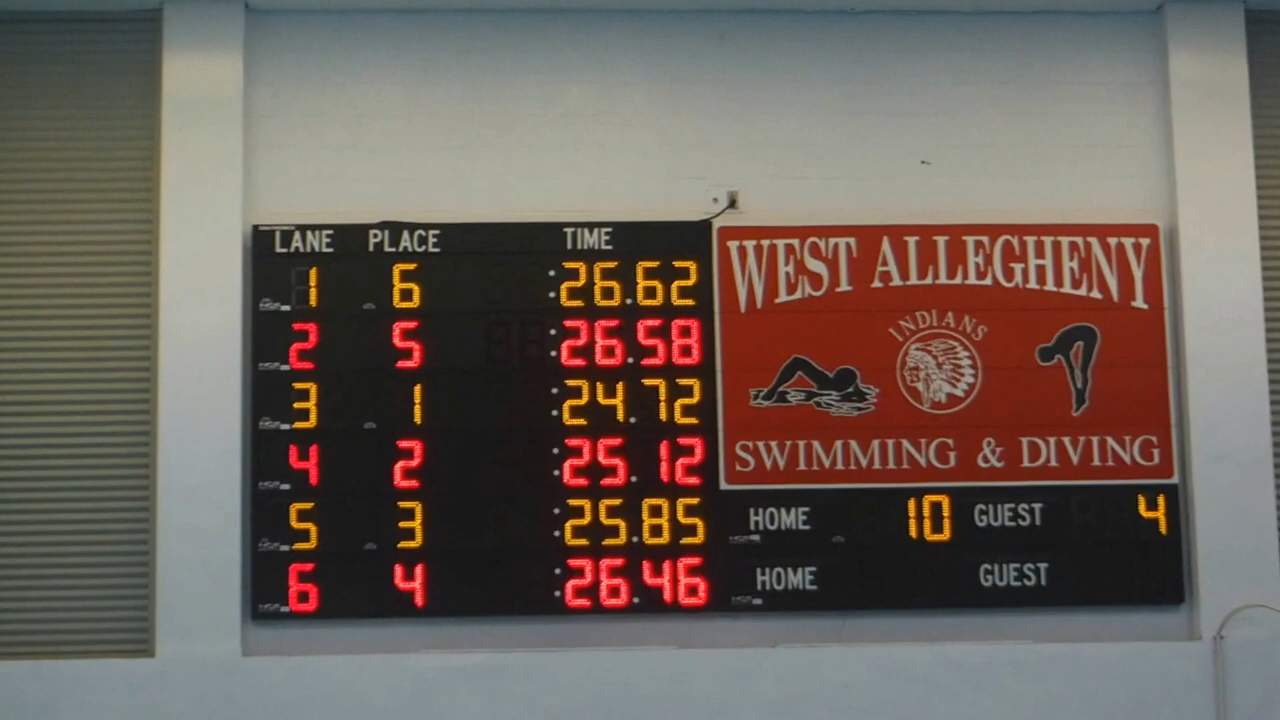 LANE PLACE TIME
1 6 :26.62
2 5 :26.58
3 1 :24.72
4 2 :25.12
5 3 :25.85
6 4 :26.46
WEST ALLEGHENY
INDIANS
SWIMMING & DIVING
HOME 10 GUEST 4
HOME GUEST